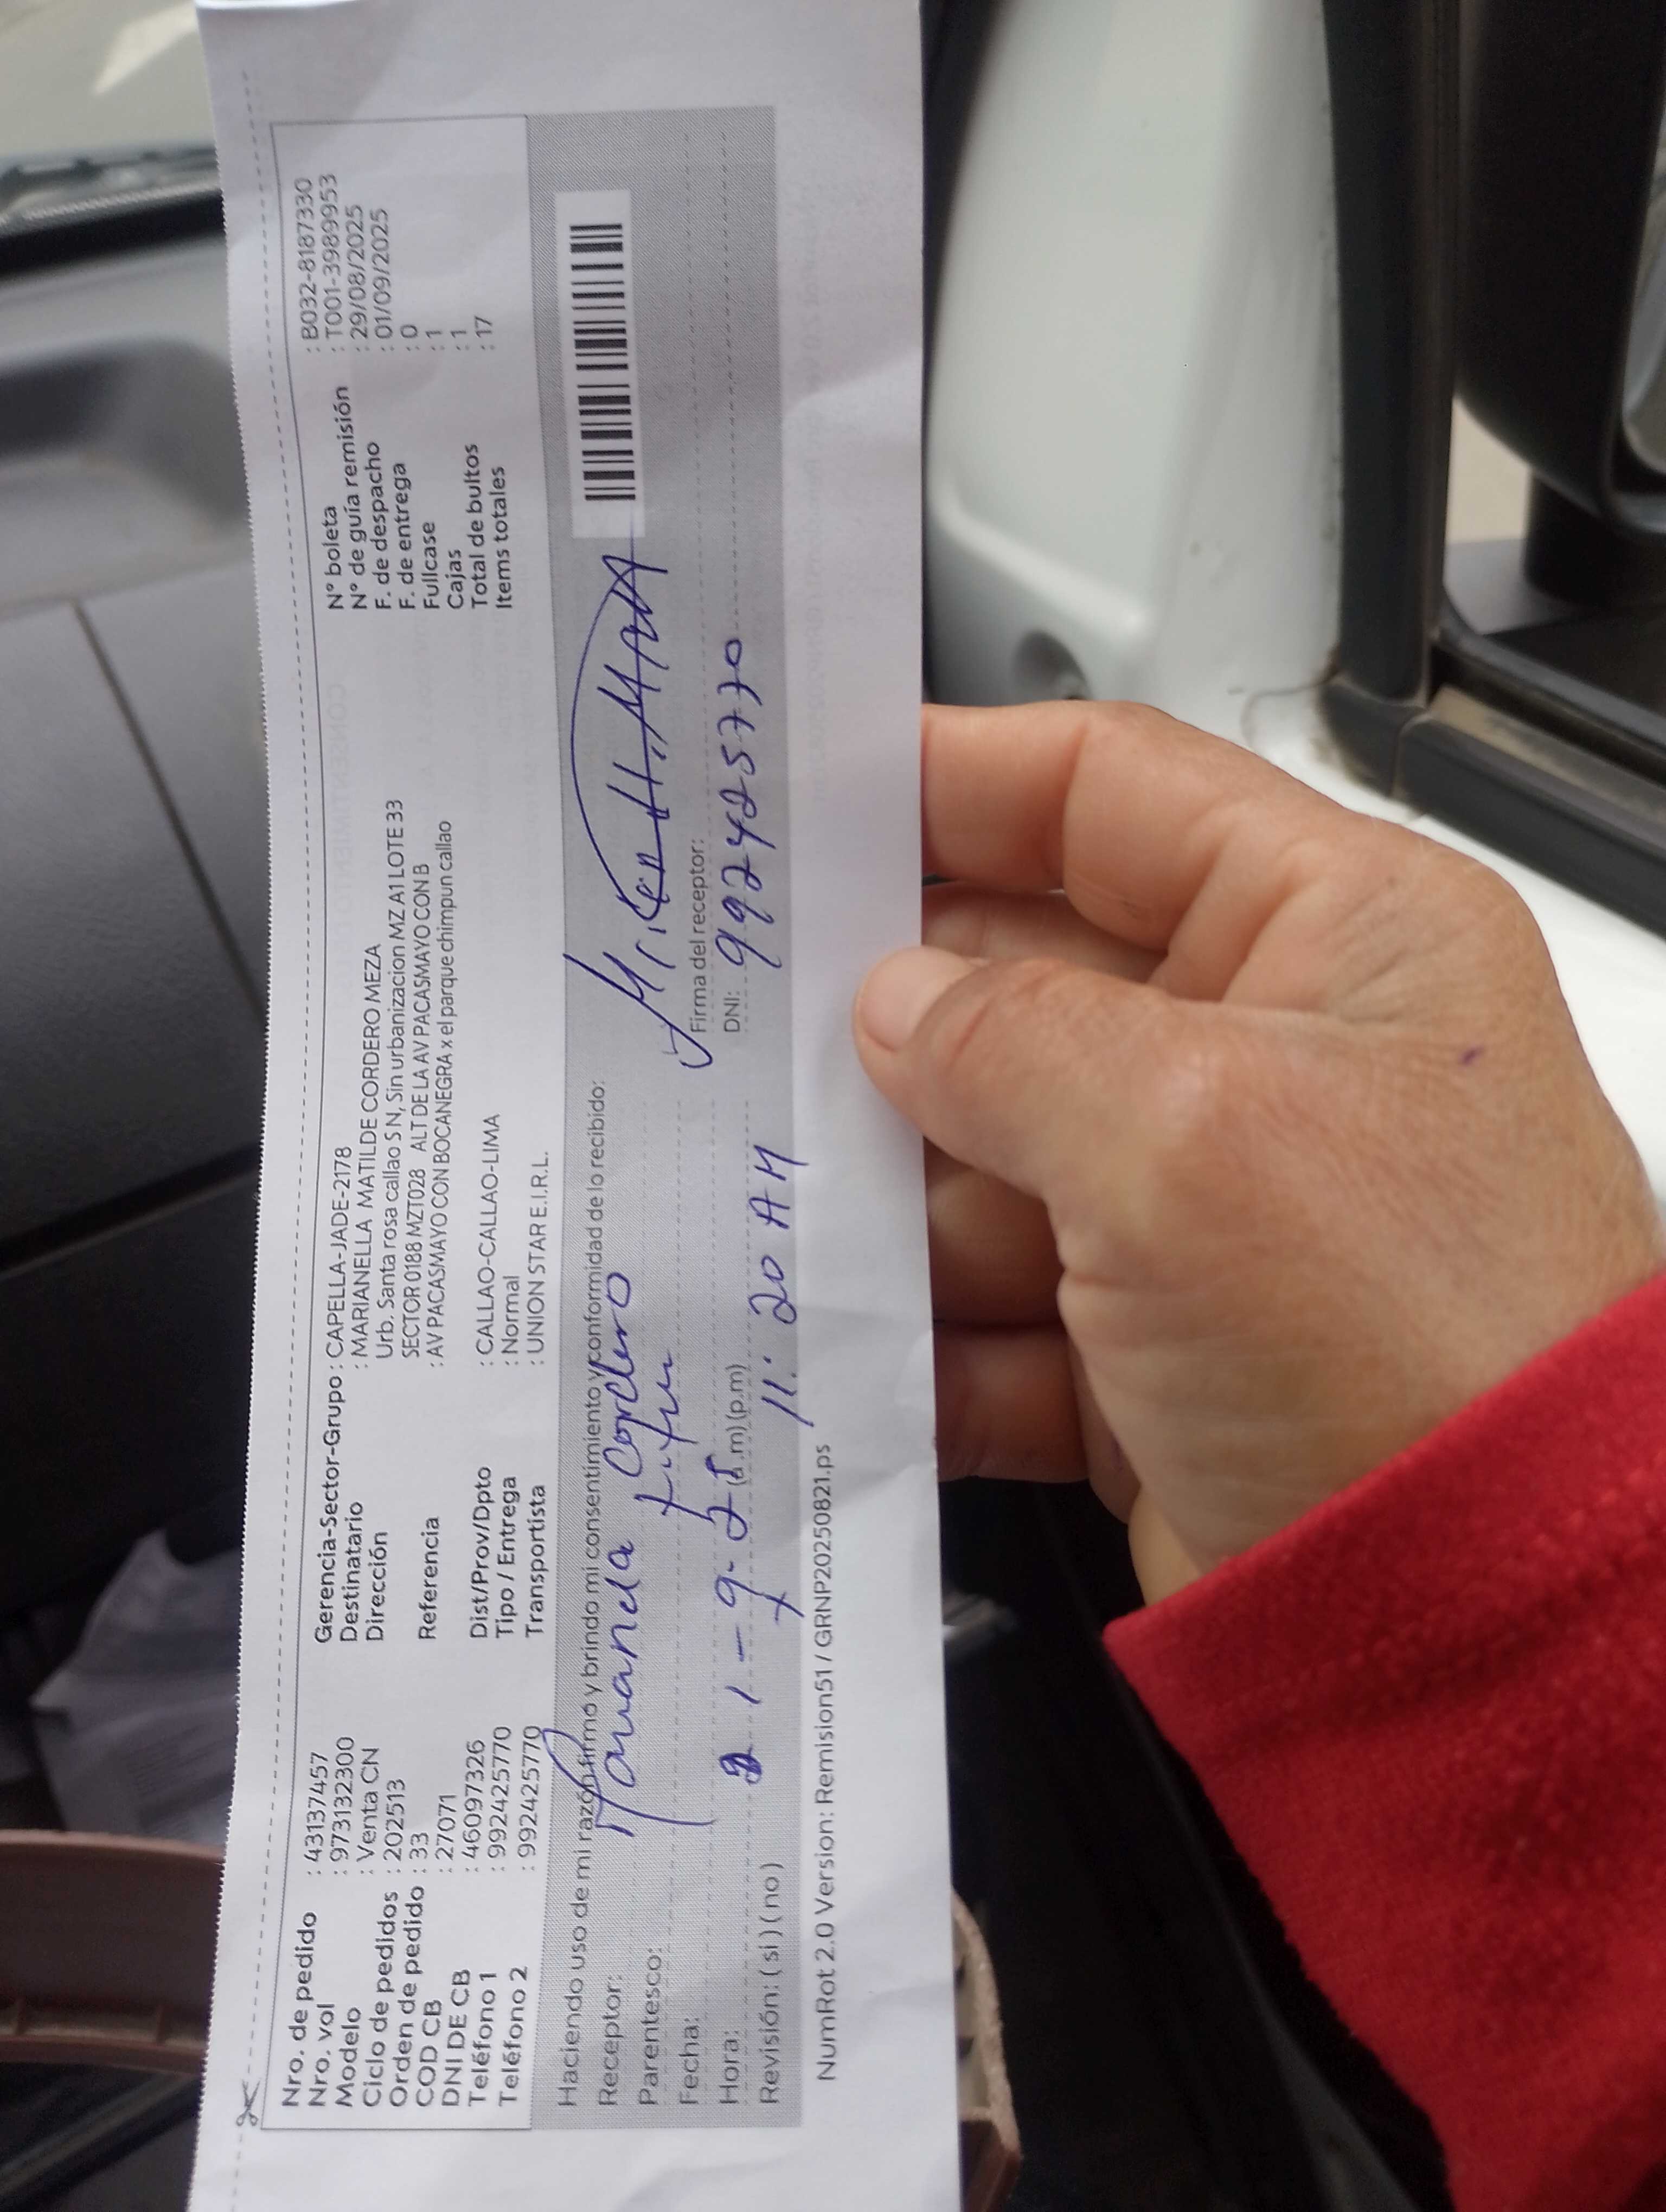 Nro. de pedido : 43137457
Nro. vol : 973132300
Modelo : Venta CN
Ciclo de pedidos : 202513
Orden de pedido : 33
COD CB : 27071
DNI DE CB : 46097326
Teléfono 1 : 992425770
Teléfono 2 : 992425770
Gerencia-Sector-Grupo : CAPELLA-JADE-2178
Destinatario : MARIANELLA MATILDE CORDERO MEZA
Dirección Urb. Santa rosa callao S N, Sin urbanizacion MZ A1 LOTE 33
SECTOR 0188 MZT028 ALT DE LA AV PACASMAYO CON B
Referencia : AV PACASMAYO CON BOCANEGRA x el parque chimpun callao
Dist/Prov/Dpto : CALLAO-CALLAO-LIMA
Tipo / Entrega : Normal
Transportista : UNION STAR E.I.R.L.
N° boleta : B032-8187330
N° de guía remisión : T001-3989953
F. de despacho : 29/08/2025
F. de entrega : 01/09/2025
Fullcase : 0
Cajas : 1
Total de bultos : 1
Items totales : 17
Haciendo uso de mi razón firmo y brindo mi consentimiento y conformidad de lo recibido:
Receptor: Cordero
Parentesco:
Fecha: 1-9-25
Hora: (a.m) (p.m) 11:20 AM
Revisión: ( si ) ( no )
Firma del receptor:
DNI: 992425770
NumRot 2.0 Version: Remision51 / GRNP20250821.ps